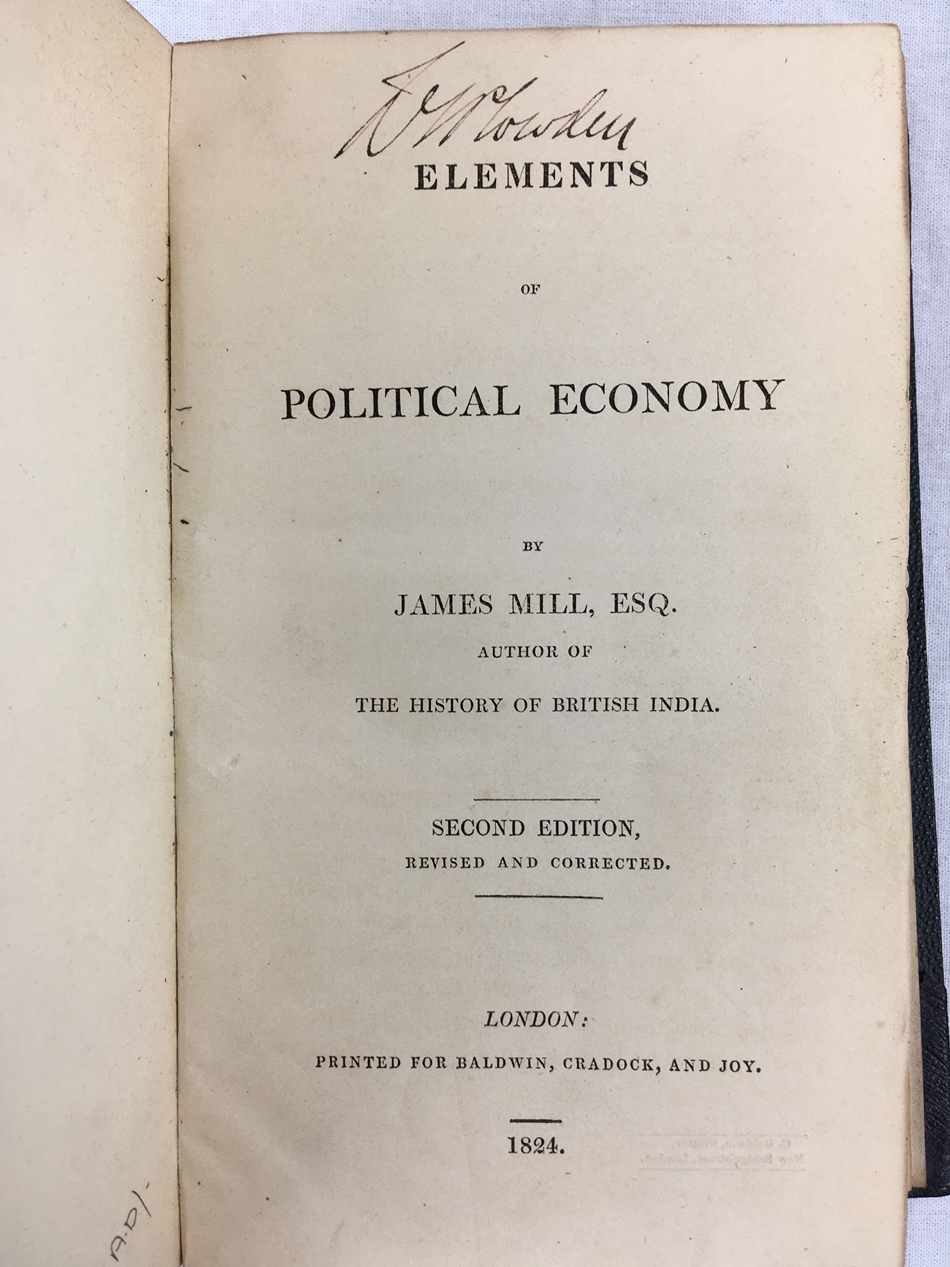 Plowden
ELEMENTS
OF
POLITICAL ECONOMY
BY
JAMES MILL, ESQ.
AUTHOR OF
THE HISTORY OF BRITISH INDIA.
SECOND EDITION,
REVISED AND CORRECTED.
LONDON:
PRINTED FOR BALDWIN, CRADOCK, AND JOY.
1824.